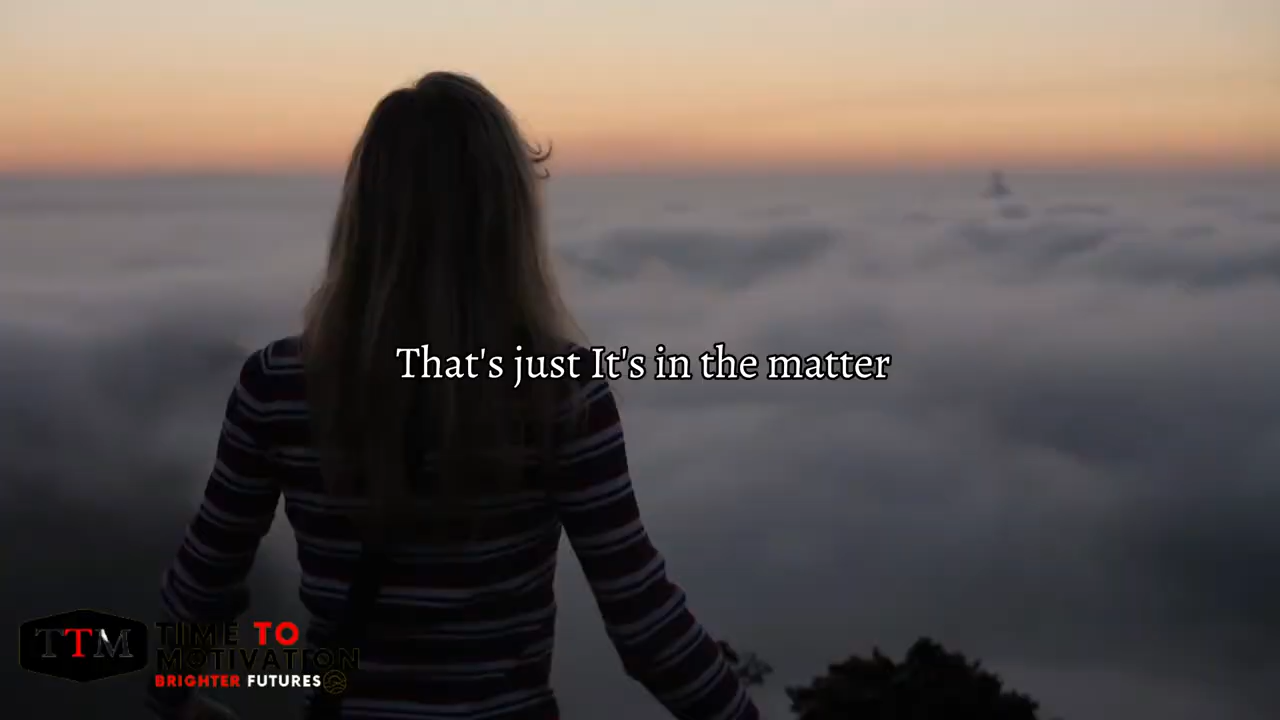 That's just It's in the matter
TTM
TIME TO
MOTIVATION
BRIGHTER FUTURES